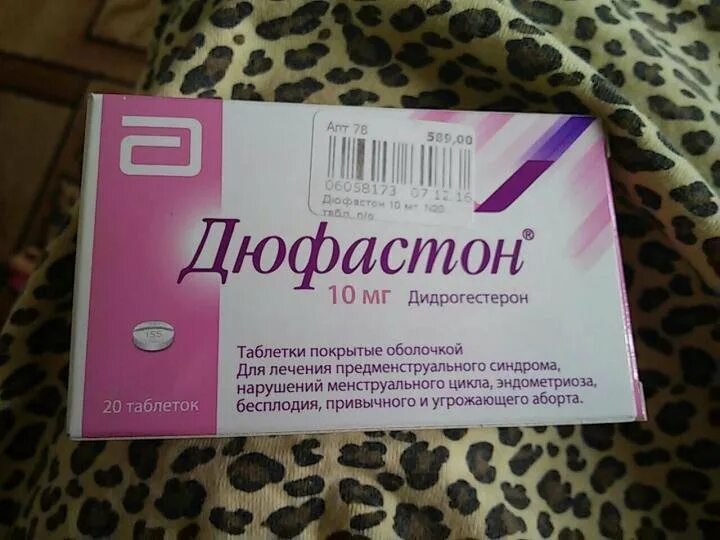 Апт 78 589,00
06058173 07 12.16
Дюфастон 10 мг N20
табл. п/о
Дюфастон®
10 мг Дидрогестерон
155
Таблетки покрытые оболочкой
Для лечения предменструального синдрома,
нарушений менструального цикла, эндометриоза,
бесплодия, привычного и угрожающего аборта.
20 таблеток